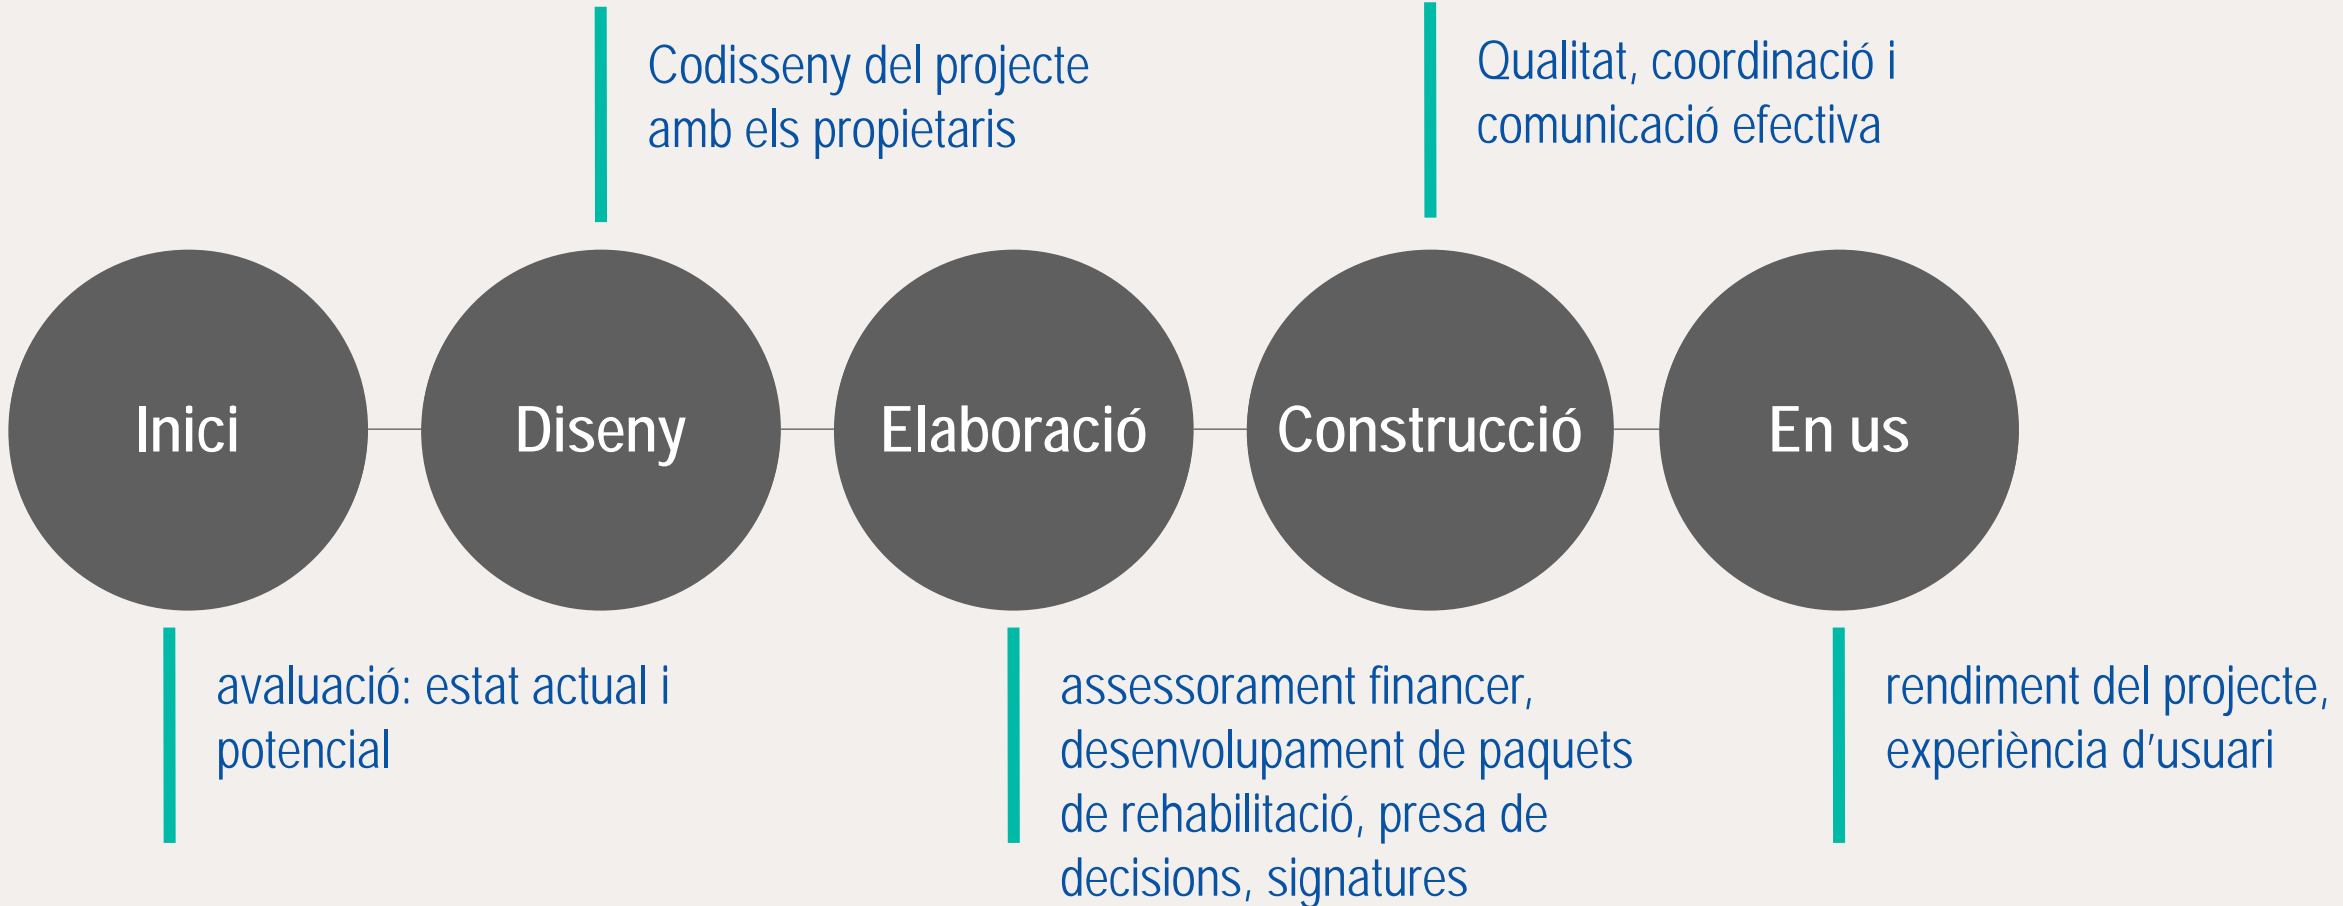 Codisseny del projecte
amb els propietaris
Qualitat, coordinació i
comunicació efectiva
Inici
Diseny
Elaboració
Construcció
En us
avaluació: estat actual i
potencial
assessorament financer,
desenvolupament de paquets
de rehabilitació, presa de
decisions, signatures
rendiment del projecte,
experiència d’usuari